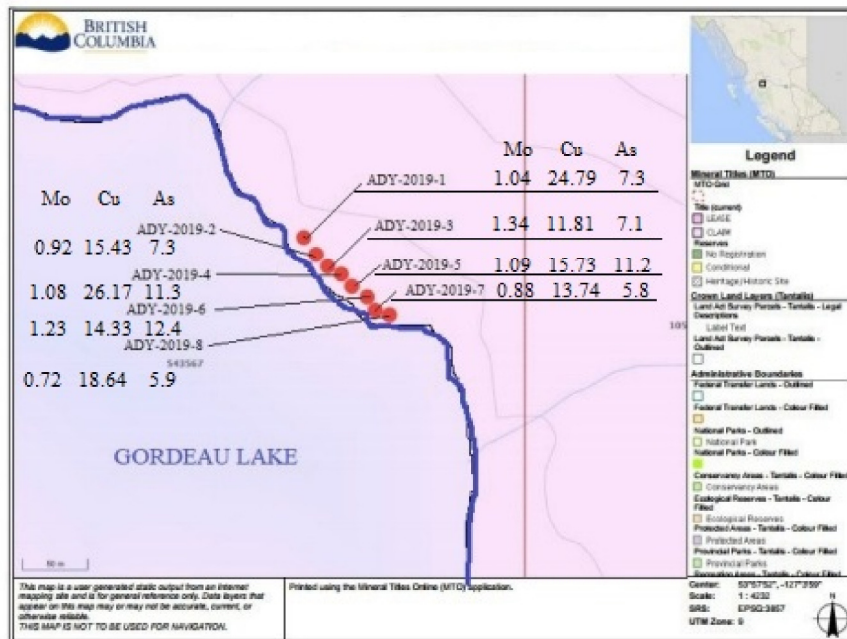 BRITISH
COLUMBIA
Mo Cu As
ADY-2019-1 1.04 24.79 7.3
ADY-2019-3 1.34 11.81 7.1
ADY-2019-5 1.09 15.73 11.2
ADY-2019-7 0.88 13.74 5.8
Mo Cu As
ADY-2019-2
0.92 15.43 7.3
ADY-2019-4
1.08 26.17 11.3
ADY-2019-6
1.23 14.33 12.4
ADY-2019-8
543567
0.72 18.64 5.9
105
GORDEAU LAKE
50 m
Legend
Mineral Titles (MTO)
MTO Grid
Title (current)
LEASE
CLAIM
Reserves
No Registration
Conditional
Heritage/Historic Site
Crown Land Layers (Tantalis)
Land Act Survey Parcels - Tantalis - Legal
Descriptions
Label Text
Land Act Survey Parcels - Tantalis -
Outlined
Administrative Boundaries
Federal Transfer Lands - Outlined
Federal Transfer Lands - Colour Filled
National Parks - Outlined
National Park
National Parks - Colour Filled
Conservancy Areas - Tantalis - Colour Filled
Conservancy Areas
Ecological Reserves - Tantalis - Colour
Filled
Ecological Reserves
Protected Areas - Tantalis - Colour Filled
Protected Areas
Provincial Parks - Tantalis - Colour Filled
Provincial Parks
Recreation Areas - Tantalis - Colour Filled
This map is a user generated static output from an Internet
mapping site and is for general reference only. Data layers that
appear on this map may or may not be accurate, current, or
otherwise reliable.
THIS MAP IS NOT TO BE USED FOR NAVIGATION.
Printed using the Mineral Titles Online (MTO) application.
Center:
Scale: 1 : 4232
SRS: EPSG:3857
UTM Zone: 9
N